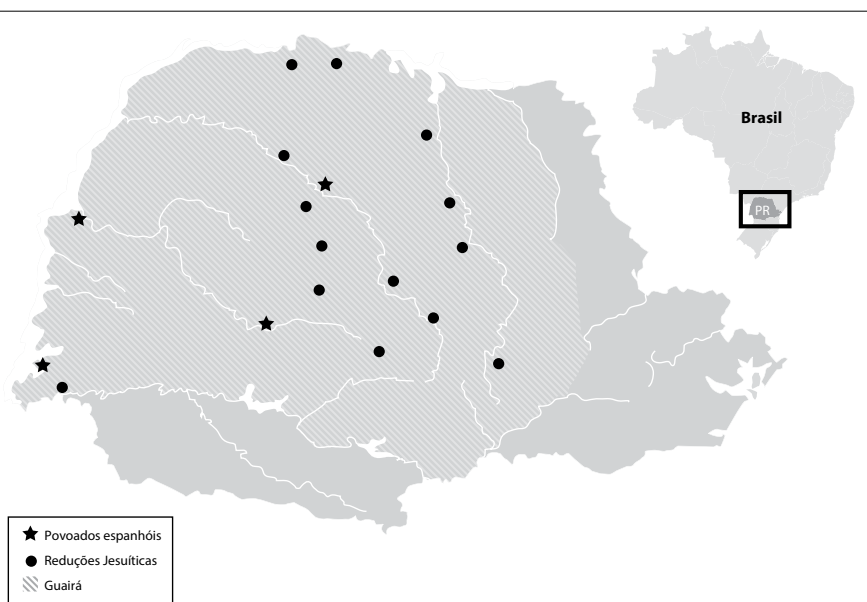 Brasil
PR
Povoados espanhóis
Reduções Jesuíticas
Guairá